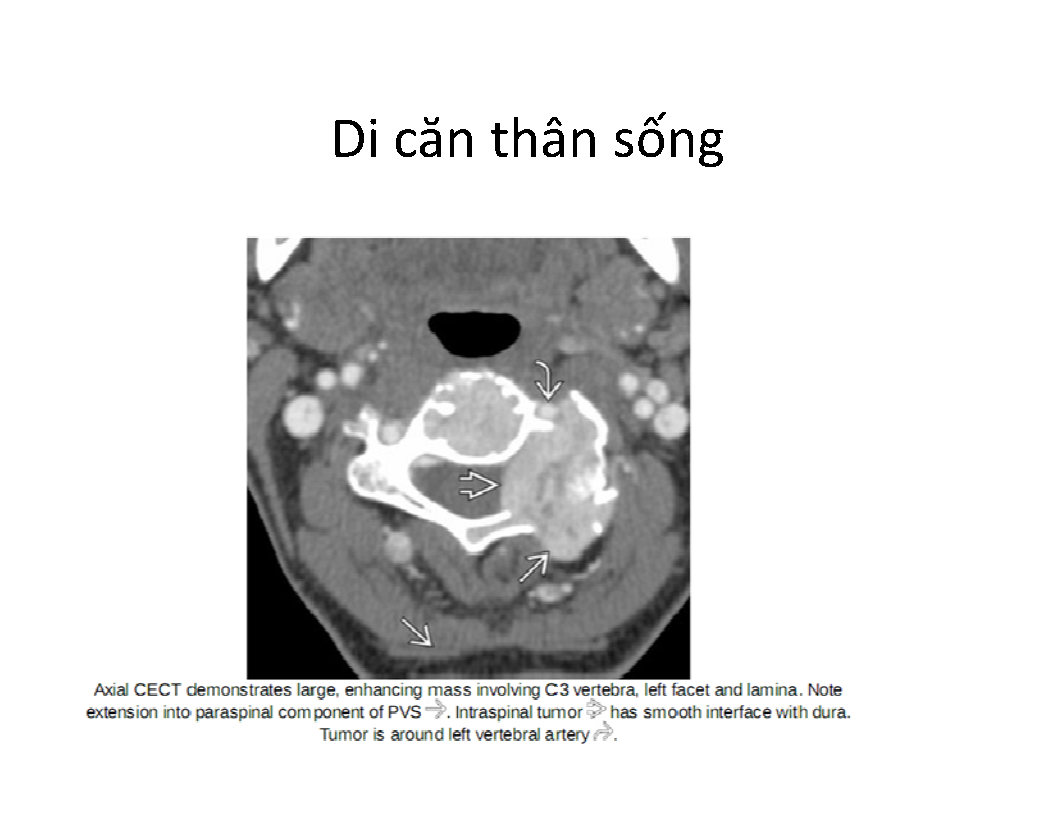 Di căn thân sống
Axial CECT demonstrates large, enhancing mass involving C3 vertebra, left facet and lamina. Note
extension into paraspinal component of PVS. Intraspinal tumor has smooth interface with dura.
Tumor is around left vertebral artery.